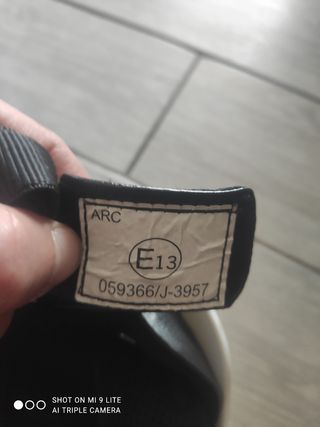 ARC
E13
059366/J-3957
SHOT ON MI 9 LITE
AI TRIPLE CAMERA